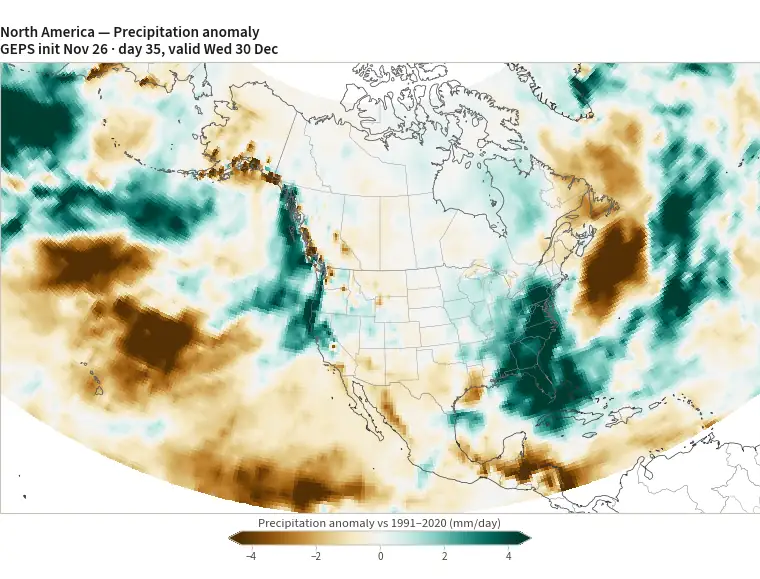 North America — Precipitation anomaly
GEPS init Nov 26 · day 35, valid Wed 30 Dec
Precipitation anomaly vs 1991–2020 (mm/day)
−4 −2 0 2 4